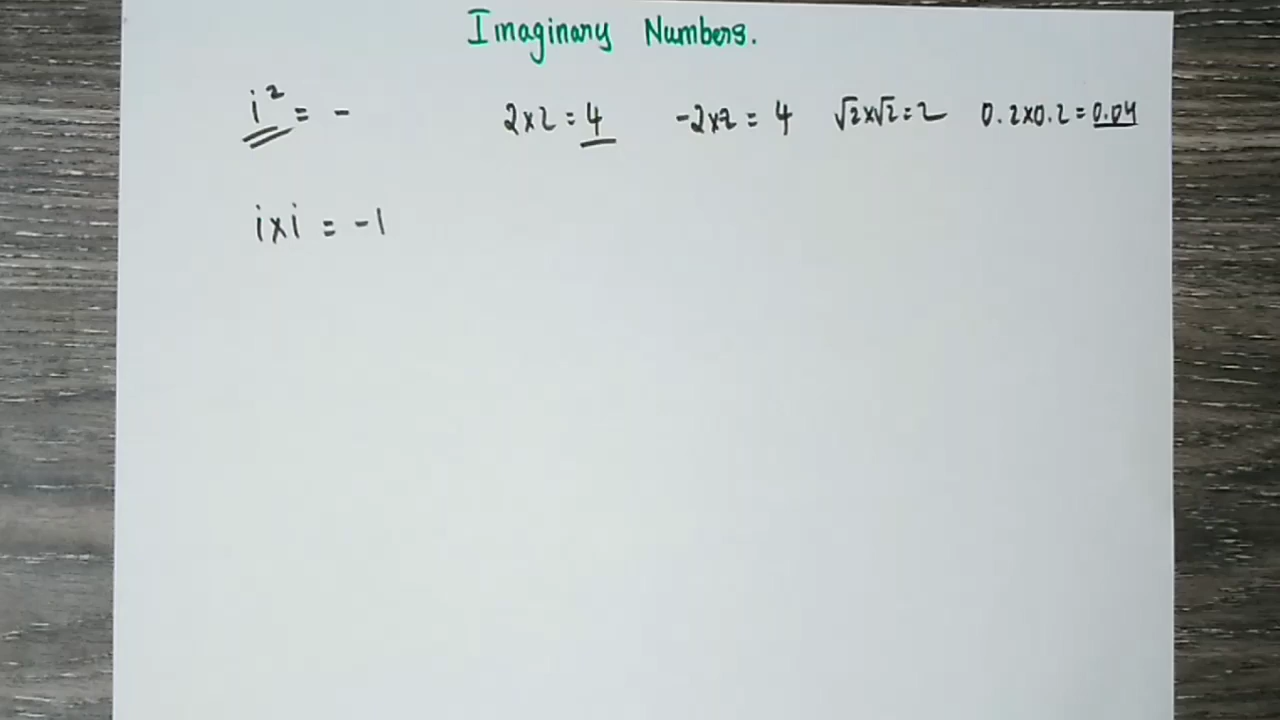 Imaginary Numbers.
i² = - 2x2 = 4 -2x2 = 4 √2x√2 = 2 0.2x0.2 = 0.04
ixi = -1